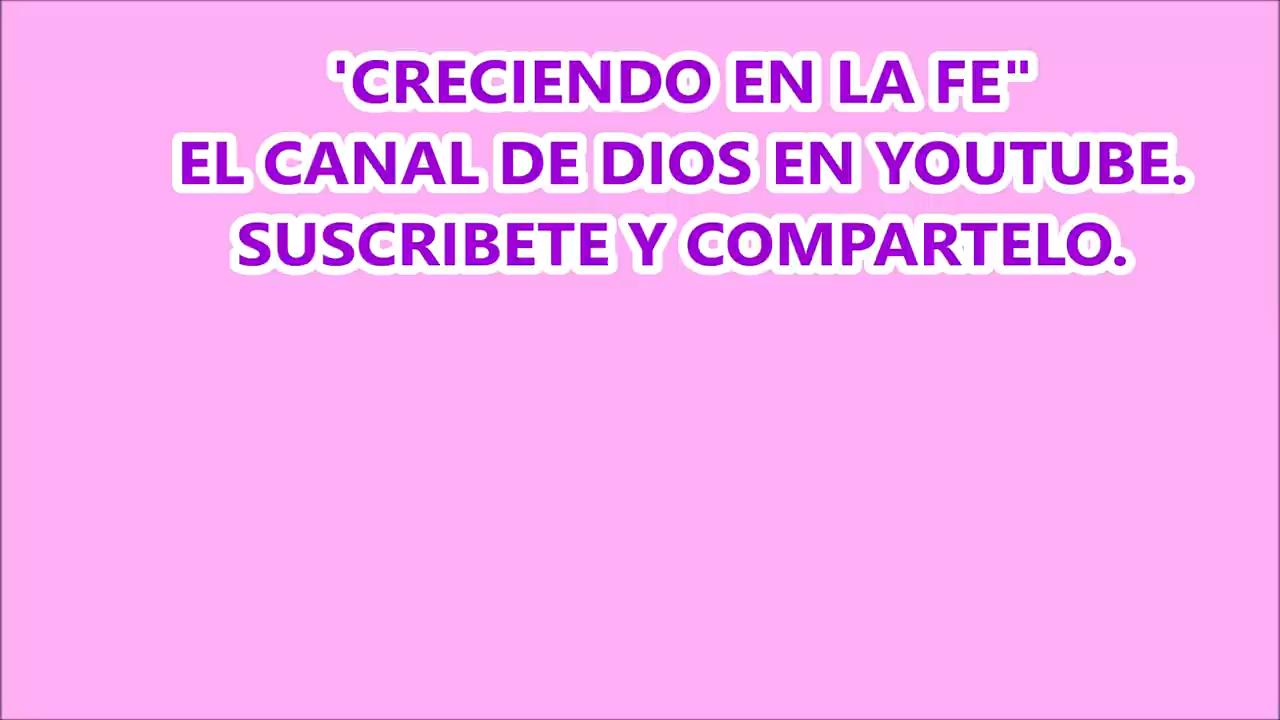 'CRECIENDO EN LA FE"
EL CANAL DE DIOS EN YOUTUBE.
SUSCRIBETE Y COMPARTELO.